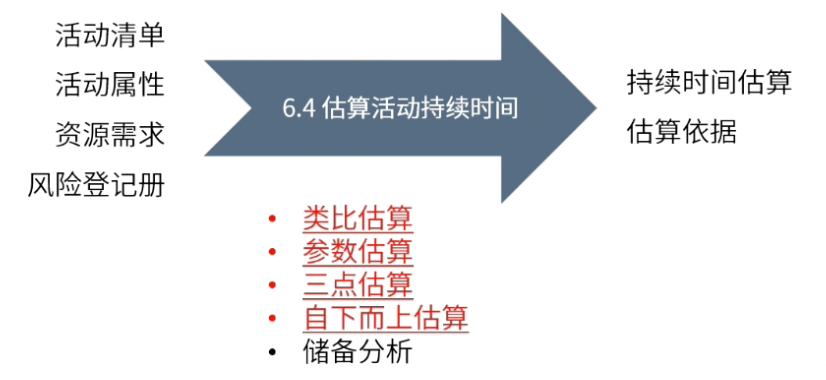 活动清单
活动属性
资源需求
风险登记册
6.4 估算活动持续时间
持续时间估算
估算依据
• 类比估算
• 参数估算
• 三点估算
• 自下而上估算
• 储备分析